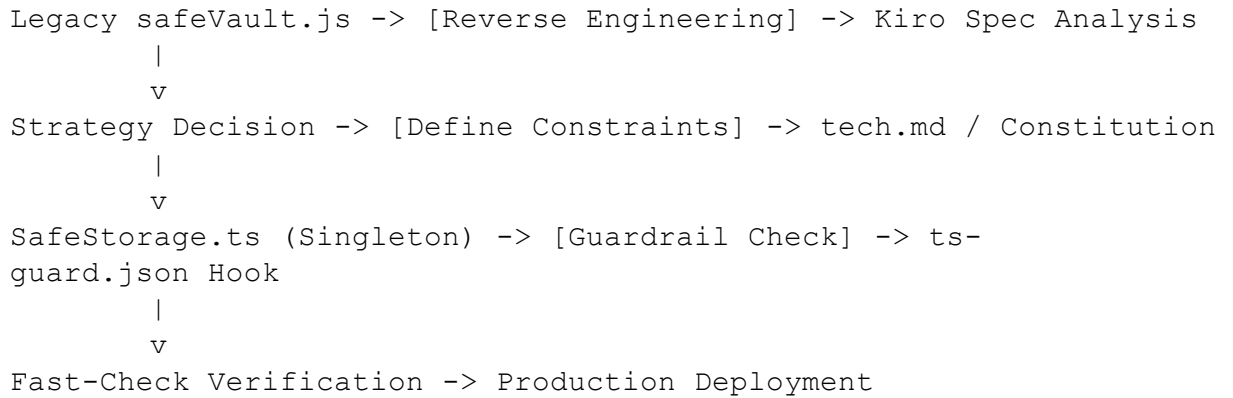 Legacy safeVault.js -> [Reverse Engineering] -> Kiro Spec Analysis
|
v
Strategy Decision -> [Define Constraints] -> tech.md / Constitution
|
v
SafeStorage.ts (Singleton) -> [Guardrail Check] -> ts-
guard.json Hook
|
v
Fast-Check Verification -> Production Deployment